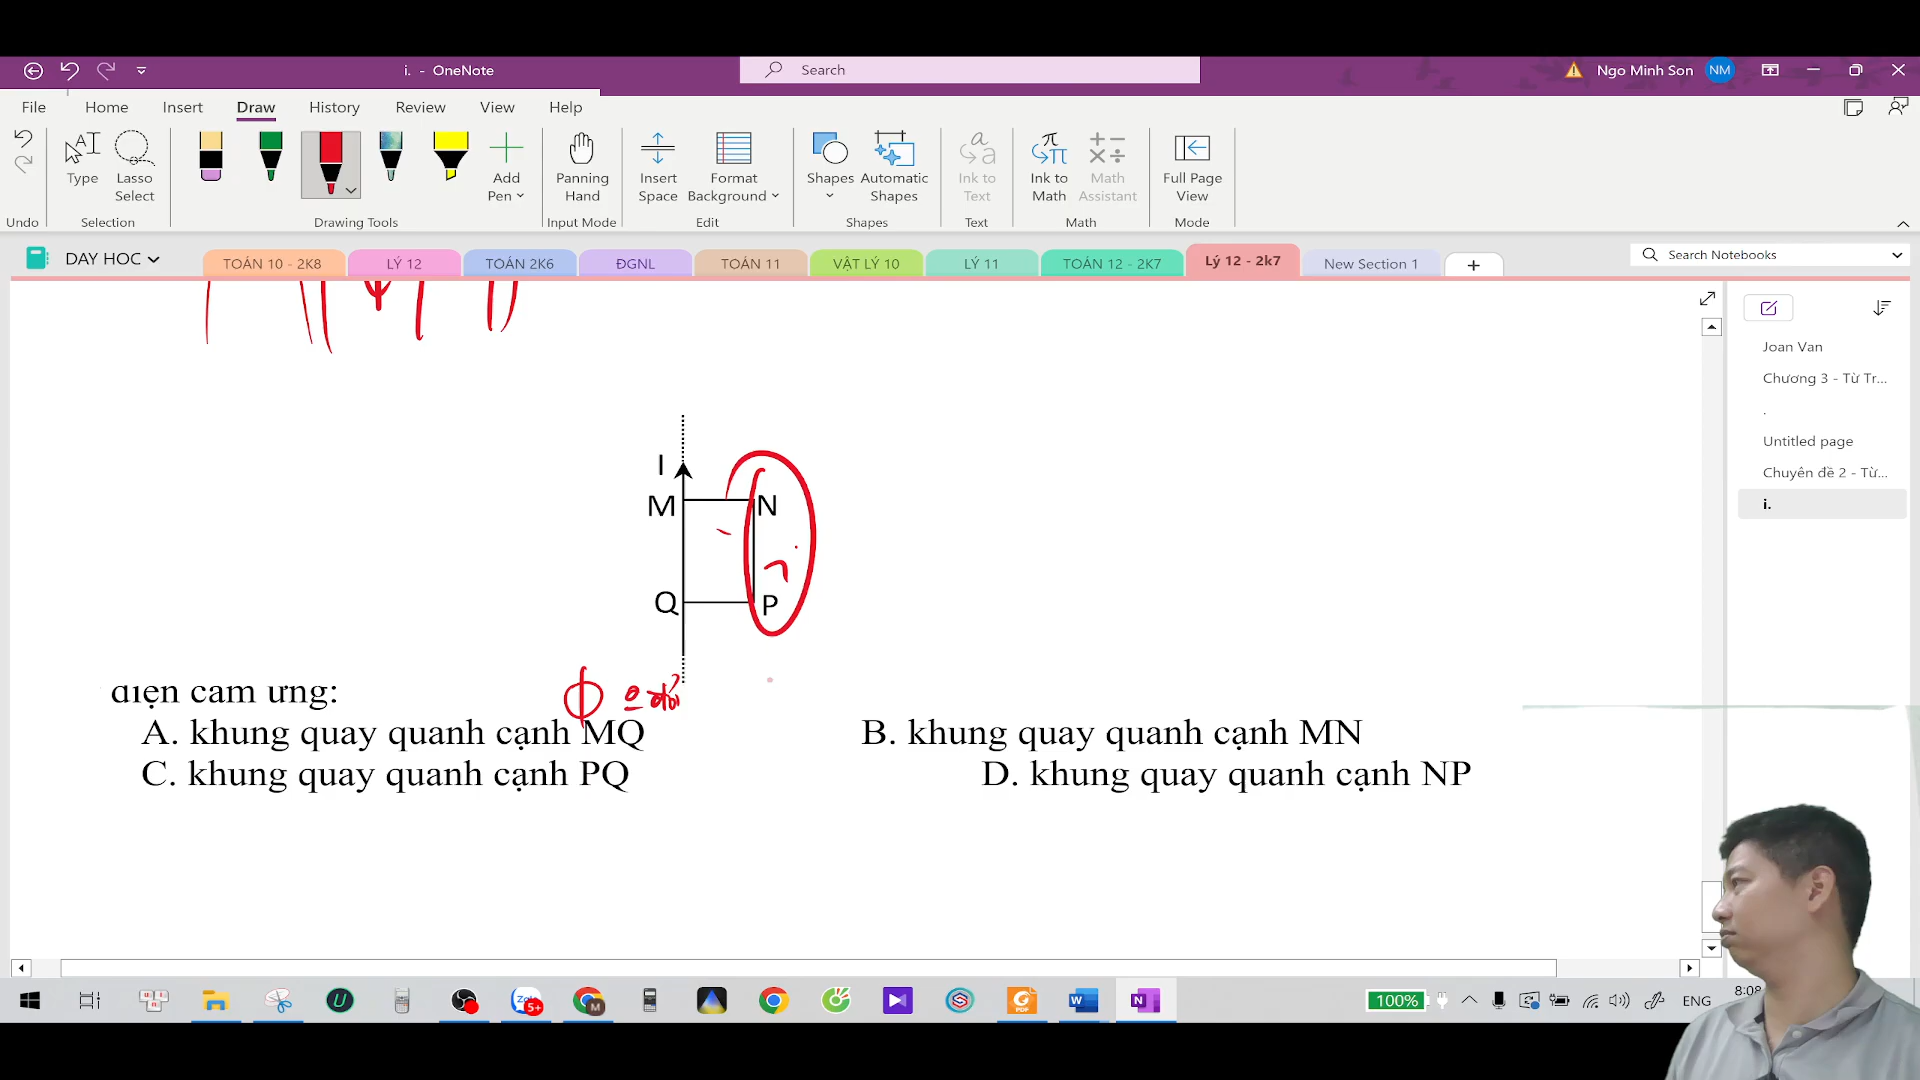 i. - OneNote
Search
Ngo Minh Son
NM
File Home Insert Draw History Review View Help
Type
Lasso Select
Add Pen
Panning Hand
Insert Space
Format Background
Shapes
Automatic Shapes
Ink to Text
Ink to Math
Math Assistant
Full Page View
Undo
Selection
Drawing Tools
Input Mode
Edit
Shapes
Text
Math
Mode
DAY HOC
TOÁN 10 - 2K8
LÝ 12
TOÁN 2K6
ĐGNL
TOÁN 11
VẬT LÝ 10
LÝ 11
TOÁN 12 - 2K7
Lý 12 - 2k7
New Section 1
Search Notebooks
Joan Van
Chương 3 - Từ Tr...
.
Untitled page
Chuyên đề 2 - Từ...
i.
I
M
N
Q
P
điện cảm ứng:
ɸ
A. khung quay quanh cạnh MQ
B. khung quay quanh cạnh MN
C. khung quay quanh cạnh PQ
D. khung quay quanh cạnh NP
100%
ENG
8:08